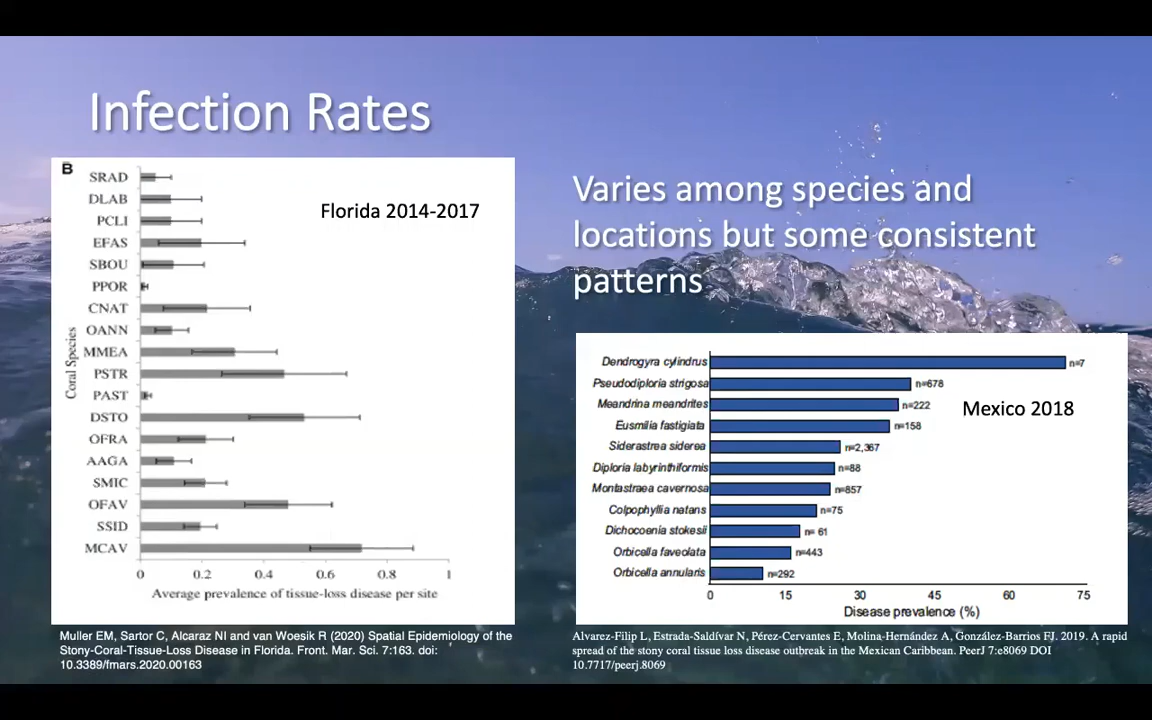 Infection Rates
B
Florida 2014-2017
SRAD
DLAB
PCLI
EFAS
SBOU
PPOR
CNAT
OANN
MMEA
PSTR
PAST
DSTO
OFRA
AAGA
SMIC
OFAV
SSID
MCAV
Coral Species
0 0.2 0.4 0.6 0.8 1
Average prevalence of tissue-loss disease per site
Muller EM, Sartor C, Alcaraz NI and van Woesik R (2020) Spatial Epidemiology of the
Stony-Coral-Tissue-Loss Disease in Florida. Front. Mar. Sci. 7:163. doi:
10.3389/fmars.2020.00163
Varies among species and
locations but some consistent
patterns
Mexico 2018
Dendrogyra cylindrus n=7
Pseudodiploria strigosa n=678
Meandrina meandrites n=222
Eusmilia fastigiata n=158
Siderastrea siderea n=2,367
Diploria labyrinthiformis n=88
Montastraea cavernosa n=857
Colpophyllia natans n=75
Dichocoenia stokesii n= 61
Orbicella faveolata n=443
Orbicella annularis n=292
0 15 30 45 60 75
Disease prevalence (%)
Alvarez-Filip L, Estrada-Saldívar N, Pérez-Cervantes E, Molina-Hernández A, González-Barrios FJ. 2019. A rapid
spread of the stony coral tissue loss disease outbreak in the Mexican Caribbean. PeerJ 7:e8069 DOI
10.7717/peerj.8069